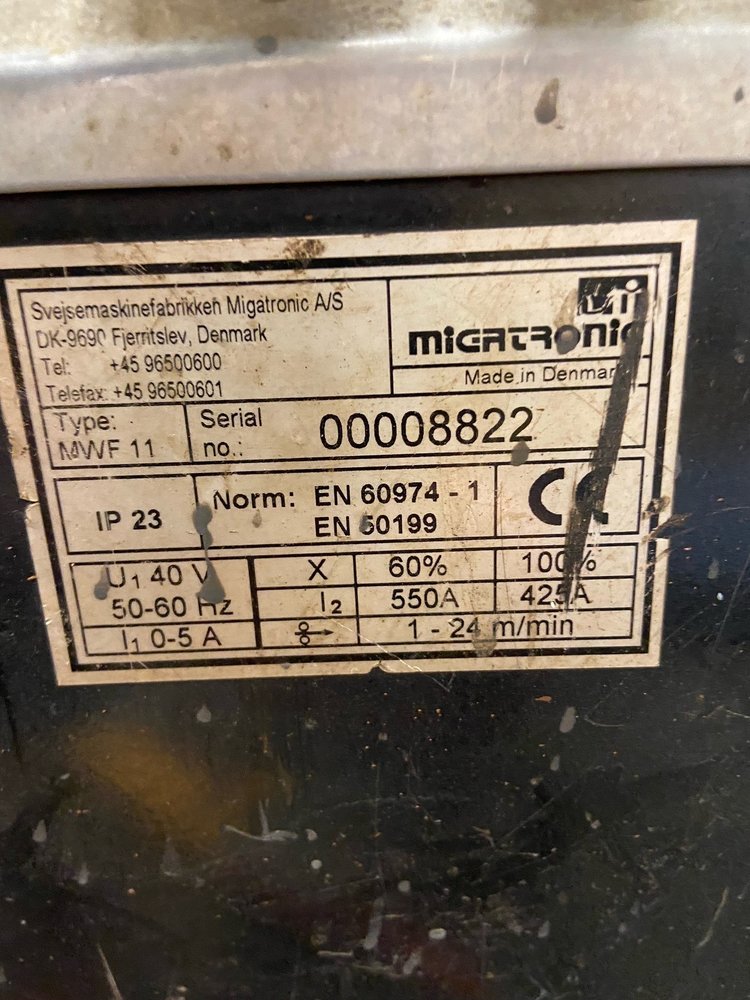 Svejsemaskinefabrikken Migatronic A/S
DK-9690 Fjerritslev, Denmark
Tel: +45 96500600
Telefax: +45 96500601
MIGATRONIC
Made in Denmark
Type:
MWF 11
Serial
no.:
00008822
IP 23
Norm: EN 60974 - 1
EN 50199
CE
U1 40 V
50-60 Hz
I1 0-5 A
X 60% 100%
I2 550A 425A
1 - 24 m/min